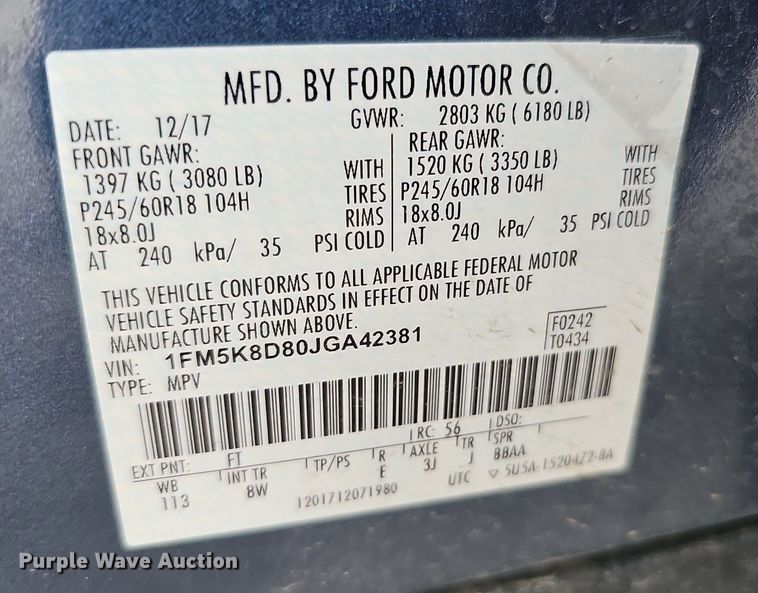 MFD. BY FORD MOTOR CO.
DATE: 12/17
GVWR: 2803 KG ( 6180 LB)
FRONT GAWR:
1397 KG ( 3080 LB) WITH
P245/60R18 104H TIRES
18x8.0J RIMS
AT 240 kPa/ 35 PSI COLD
REAR GAWR:
1520 KG ( 3350 LB) WITH
P245/60R18 104H TIRES
18x8.0J RIMS
AT 240 kPa/ 35 PSI COLD
THIS VEHICLE CONFORMS TO ALL APPLICABLE FEDERAL MOTOR
VEHICLE SAFETY STANDARDS IN EFFECT ON THE DATE OF
MANUFACTURE SHOWN ABOVE.
VIN: 1FM5K8D80JGA42381
TYPE: MPV
F0242
T0434
EXT PNT: FT RC: 56 DSO:
WB INT TR TP/PS R AXLE TR SPR
113 8W E 3J J BBAA
1201712071980 UTC ▽ 5U5A-1520472-BA
Purple Wave Auction